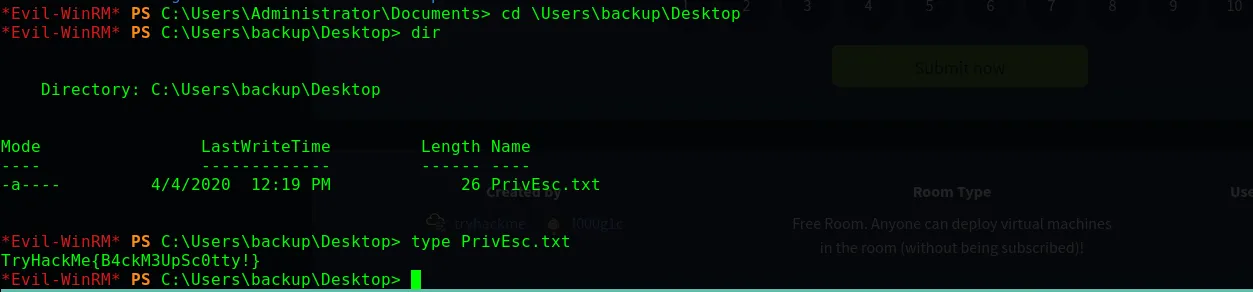 *Evil-WinRM* PS C:\Users\Administrator\Documents> cd \Users\backup\Desktop
*Evil-WinRM* PS C:\Users\backup\Desktop> dir
1 2 3 4 5 6 7 8 9 10
Submit now
Directory: C:\Users\backup\Desktop
Mode LastWriteTime Length Name
---- ------------- ------ ----
-a---- 4/4/2020 12:19 PM 26 PrivEsc.txt
Created by Room Type Use
tryhackme Free Room. Anyone can deploy virtual machines
in the room (without being subscribed)!
*Evil-WinRM* PS C:\Users\backup\Desktop> type PrivEsc.txt
TryHackMe{B4ckM3UpSc0tty!}
*Evil-WinRM* PS C:\Users\backup\Desktop>